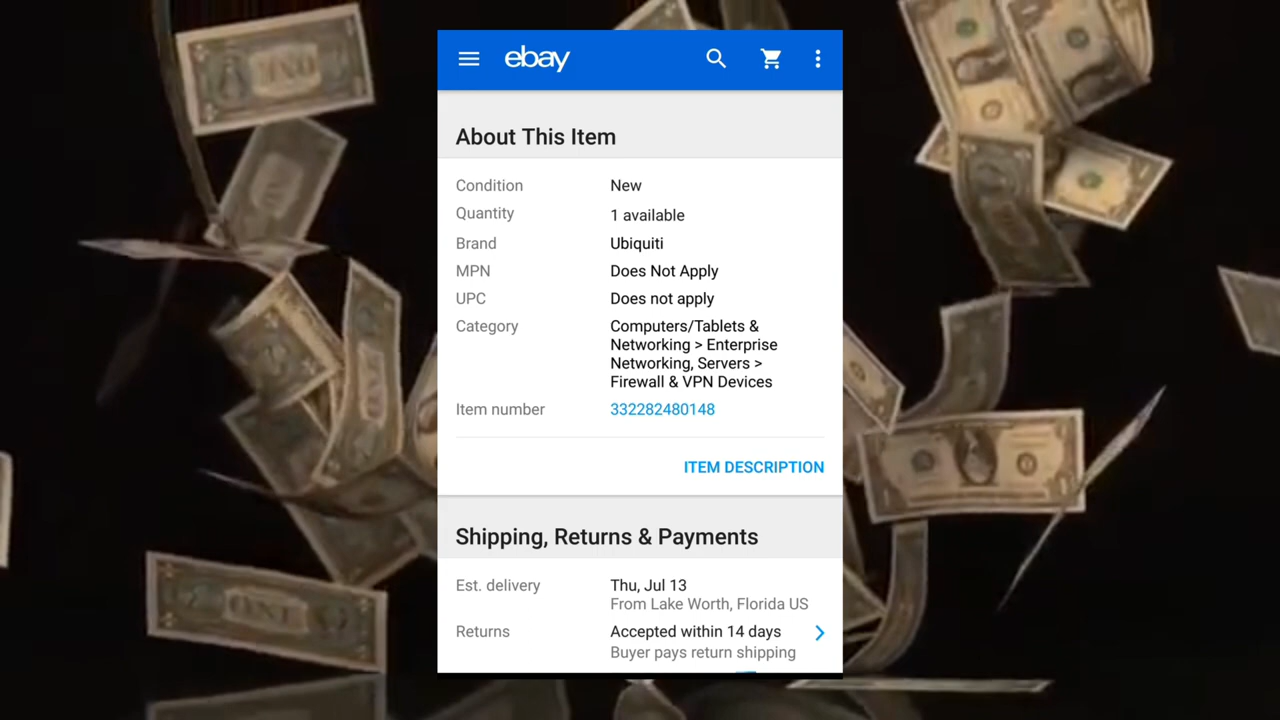 ebay
About This Item
Condition New
Quantity 1 available
Brand Ubiquiti
MPN Does Not Apply
UPC Does not apply
Category Computers/Tablets &
Networking > Enterprise
Networking, Servers >
Firewall & VPN Devices
Item number 332282480148
ITEM DESCRIPTION
Shipping, Returns & Payments
Est. delivery Thu, Jul 13
From Lake Worth, Florida US
Returns Accepted within 14 days
Buyer pays return shipping